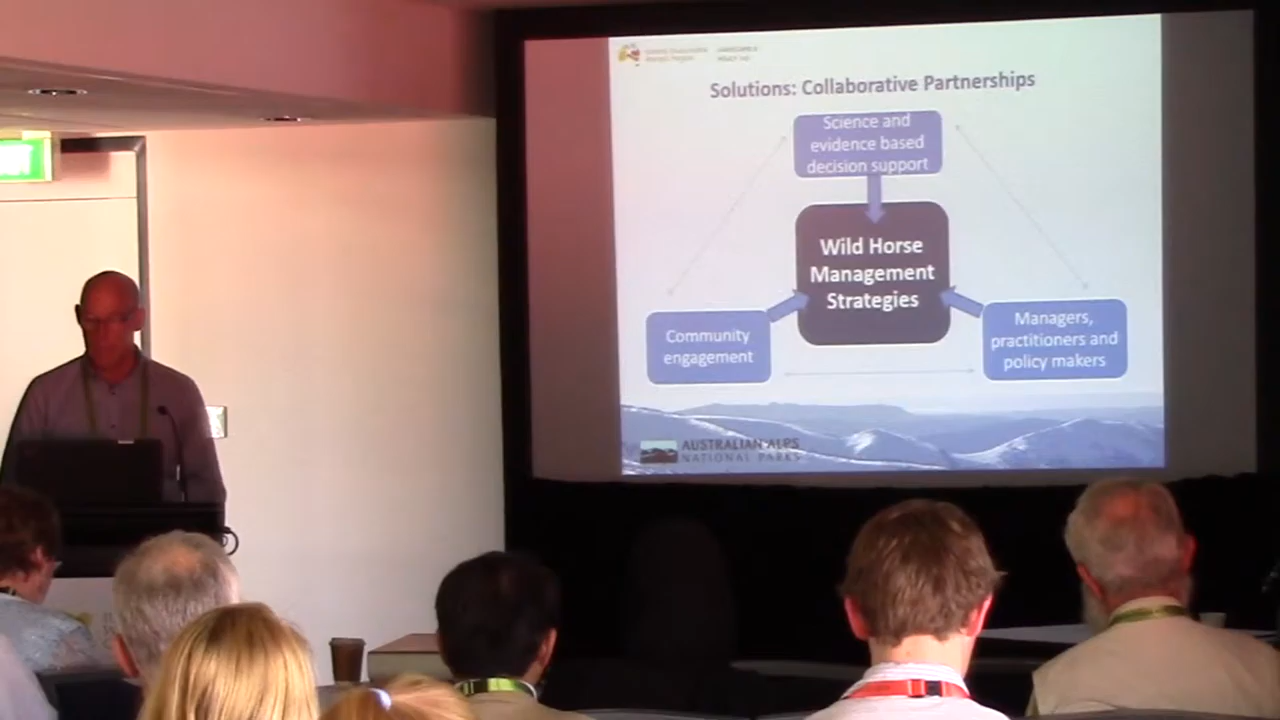 Solutions: Collaborative Partnerships
Science and
evidence based
decision support
Wild Horse
Management
Strategies
Community
engagement
Managers,
practitioners and
policy makers
AUSTRALIAN ALPS
NATIONAL PARKS